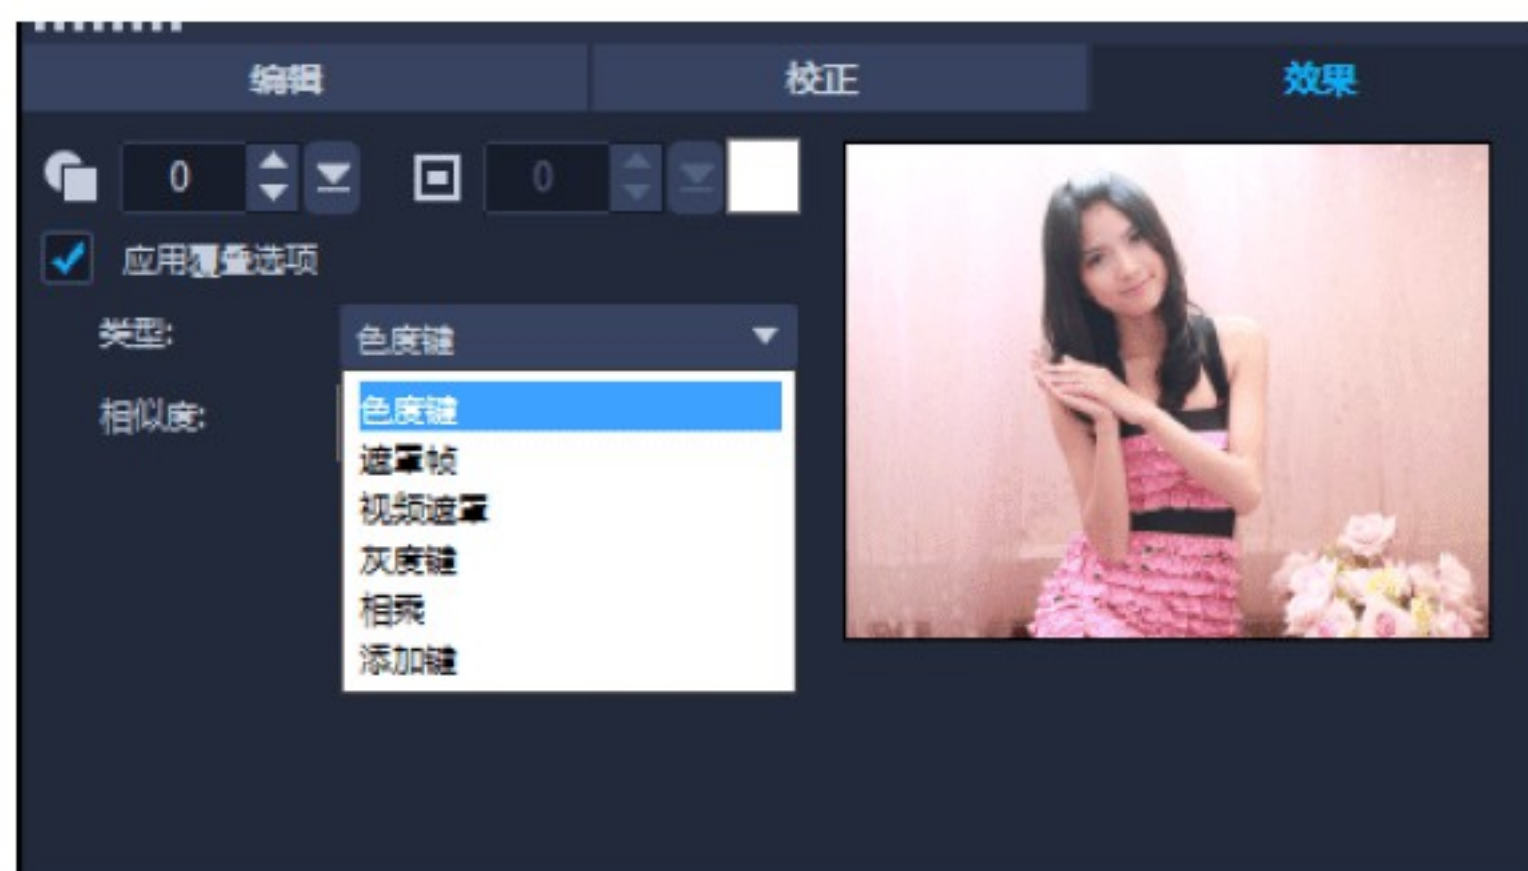 编辑 校正 效果
0 0
应用覆叠选项
类型: 色度键
相似度:
色度键
遮罩帧
视频遮罩
灰度键
相乘
添加键